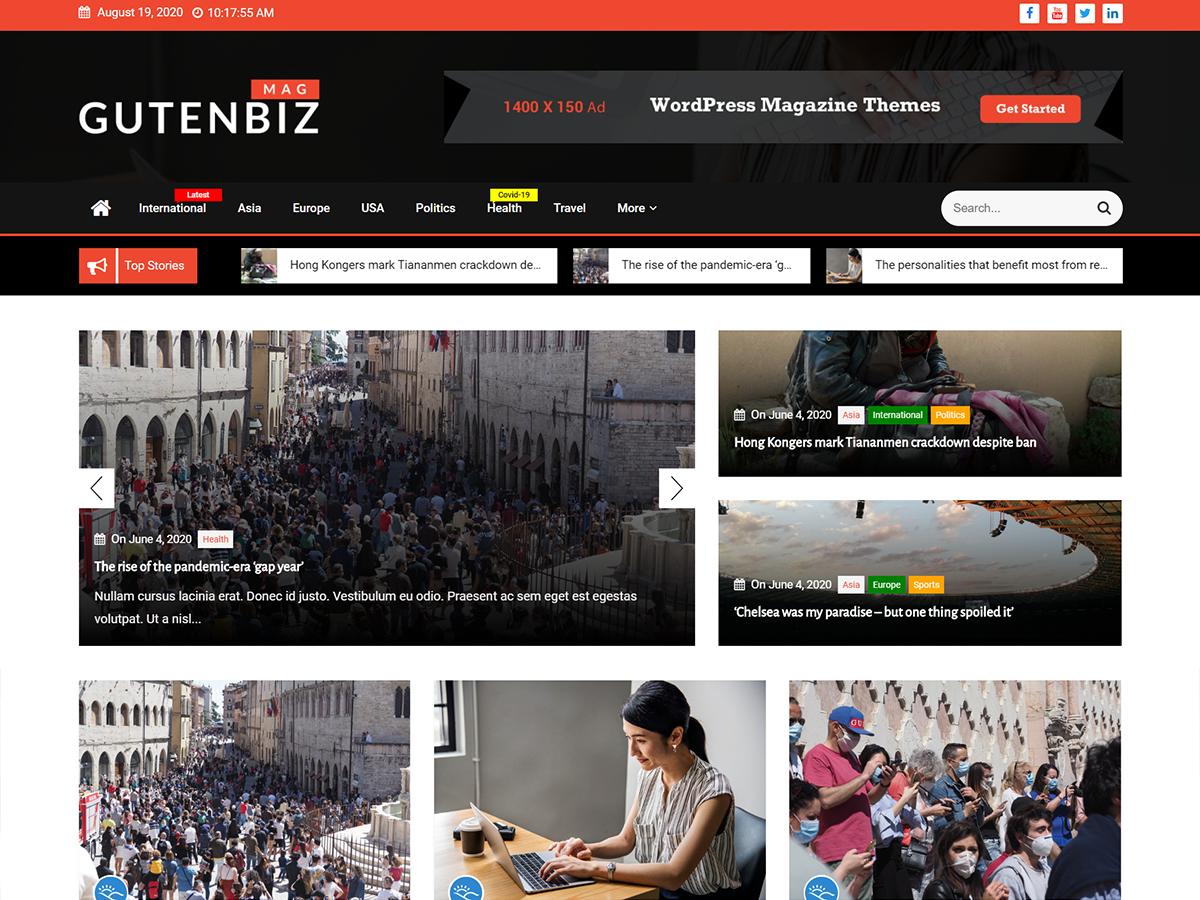 August 19, 2020 10:17:55 AM
f You Tube in
MAG
GUTENBIZ
1400 X 150 Ad WordPress Magazine Themes Get Started
Latest Covid-19
International Asia Europe USA Politics Health Travel More
Search...
Top Stories Hong Kongers mark Tiananmen crackdown de... The rise of the pandemic-era ‘g... The personalities that benefit most from re...
On June 4, 2020 Health
The rise of the pandemic-era ‘gap year’
Nullam cursus lacinia erat. Donec id justo. Vestibulum eu odio. Praesent ac sem eget est egestas
volutpat. Ut a nisl...
On June 4, 2020 Asia International Politics
Hong Kongers mark Tiananmen crackdown despite ban
On June 4, 2020 Asia Europe Sports
‘Chelsea was my paradise – but one thing spoiled it’